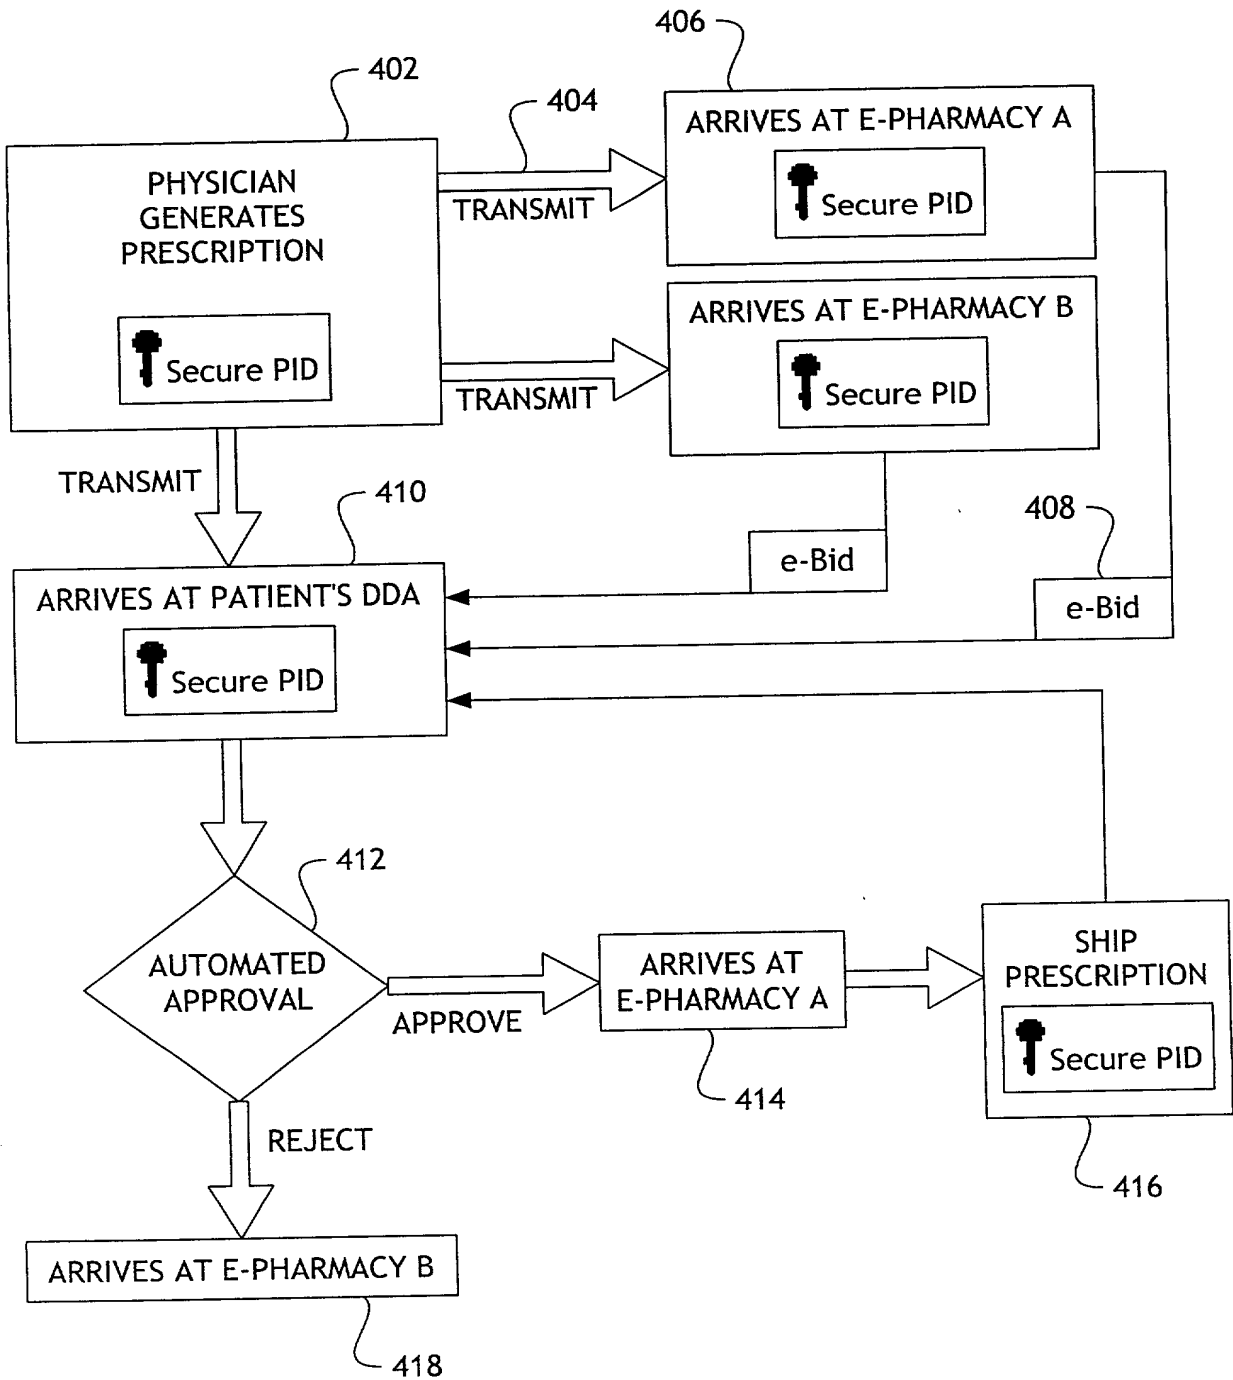 406
402
404
ARRIVES AT E-PHARMACY A
Secure PID
PHYSICIAN
GENERATES
PRESCRIPTION
Secure PID
TRANSMIT
ARRIVES AT E-PHARMACY B
Secure PID
TRANSMIT
TRANSMIT
410
408
e-Bid
e-Bid
ARRIVES AT PATIENT'S DDA
Secure PID
412
AUTOMATED
APPROVAL
APPROVE
ARRIVES AT
E-PHARMACY A
414
SHIP
PRESCRIPTION
Secure PID
416
REJECT
ARRIVES AT E-PHARMACY B
418